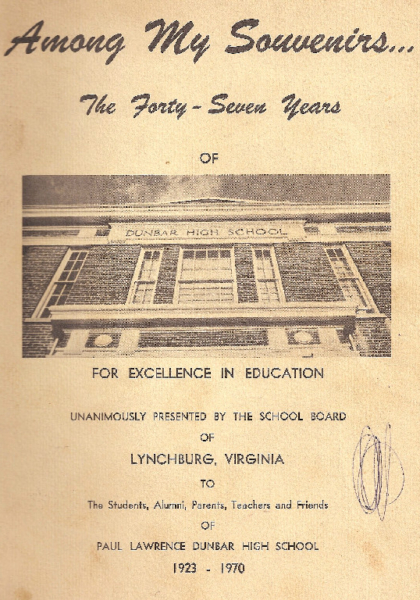 Among My Souvenirs...
The Forty-Seven Years
OF
DUNBAR HIGH SCHOOL
FOR EXCELLENCE IN EDUCATION
UNANIMOUSLY PRESENTED BY THE SCHOOL BOARD
OF
LYNCHBURG, VIRGINIA
TO
The Students, Alumni, Parents, Teachers and Friends
OF
PAUL LAWRENCE DUNBAR HIGH SCHOOL
1923 - 1970